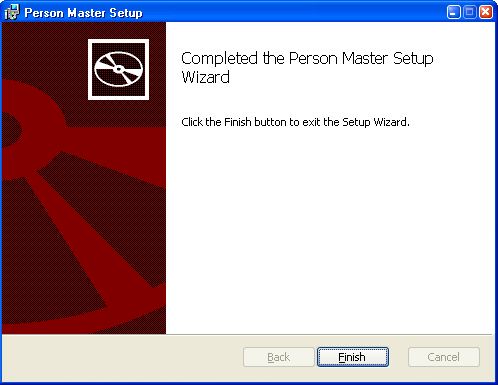 Person Master Setup
Completed the Person Master Setup
Wizard
Click the Finish button to exit the Setup Wizard.
Back
Finish
Cancel